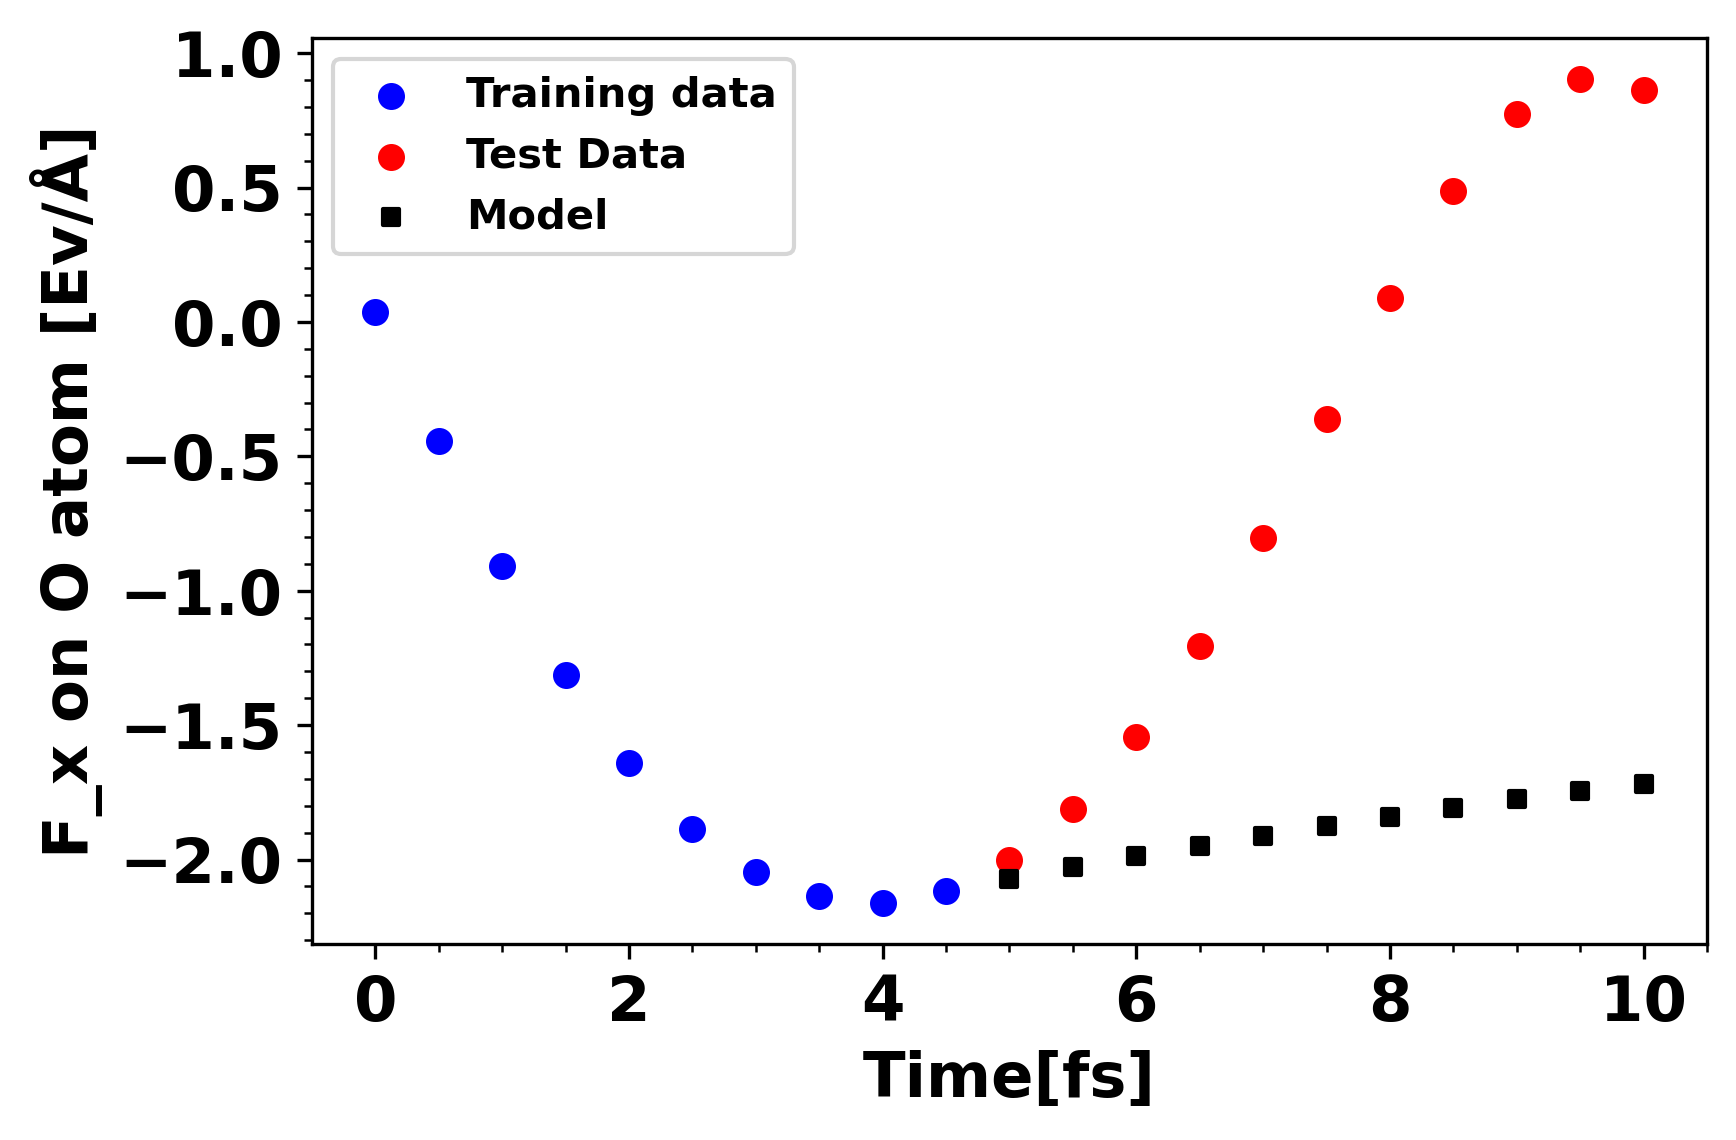 1.0
0.5
0.0
−0.5
−1.0
−1.5
−2.0
F_x on O atom [Ev/Å]
Training data
Test Data
Model
0 2 4 6 8 10
Time[fs]